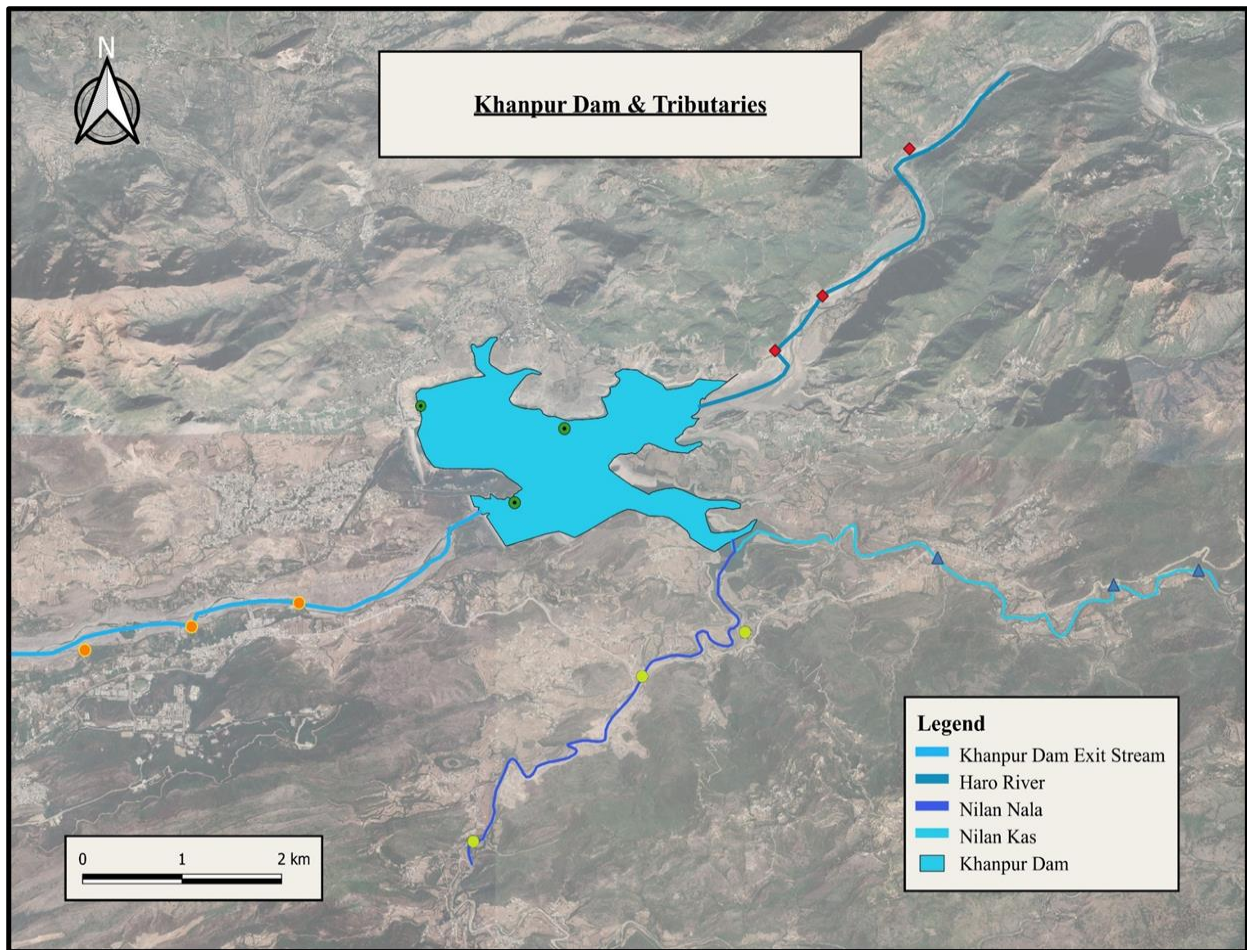 N
Khanpur Dam & Tributaries
Legend
Khanpur Dam Exit Stream
Haro River
Nilan Nala
Nilan Kas
Khanpur Dam
0 1 2 km